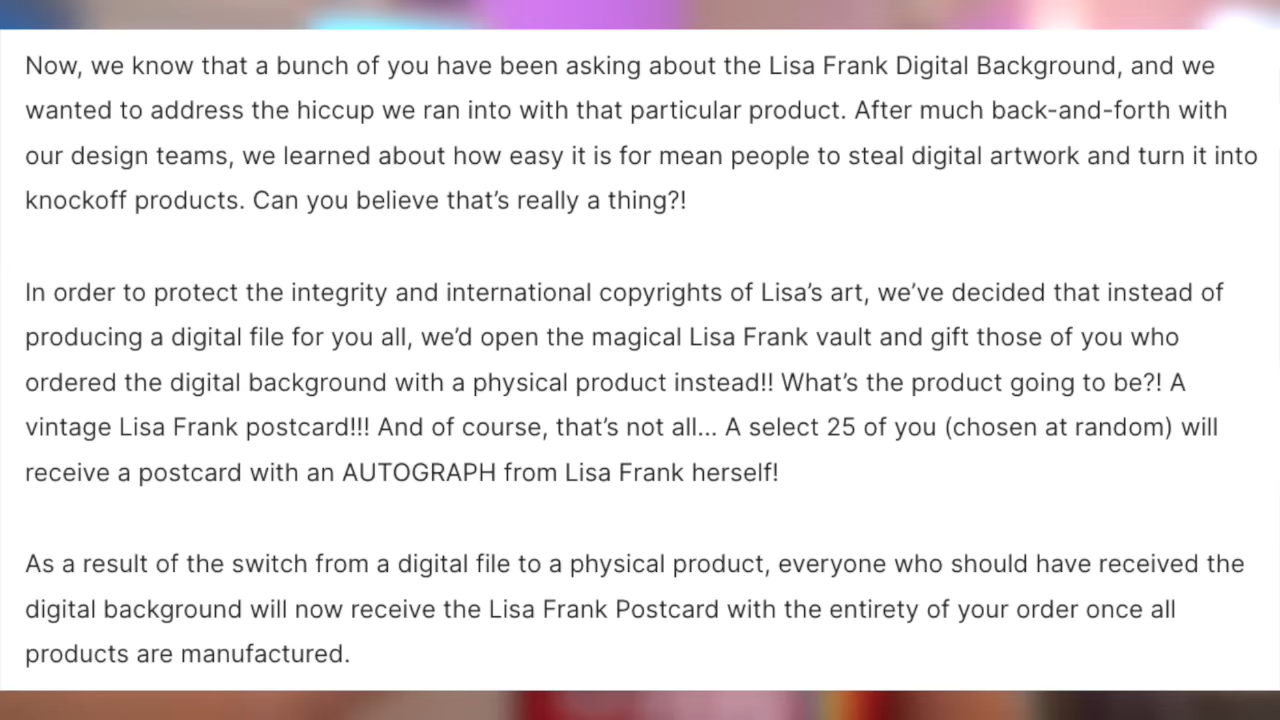 Now, we know that a bunch of you have been asking about the Lisa Frank Digital Background, and we
wanted to address the hiccup we ran into with that particular product. After much back-and-forth with
our design teams, we learned about how easy it is for mean people to steal digital artwork and turn it into
knockoff products. Can you believe that’s really a thing?!
In order to protect the integrity and international copyrights of Lisa’s art, we’ve decided that instead of
producing a digital file for you all, we’d open the magical Lisa Frank vault and gift those of you who
ordered the digital background with a physical product instead!! What’s the product going to be?! A
vintage Lisa Frank postcard!!! And of course, that’s not all... A select 25 of you (chosen at random) will
receive a postcard with an AUTOGRAPH from Lisa Frank herself!
As a result of the switch from a digital file to a physical product, everyone who should have received the
digital background will now receive the Lisa Frank Postcard with the entirety of your order once all
products are manufactured.